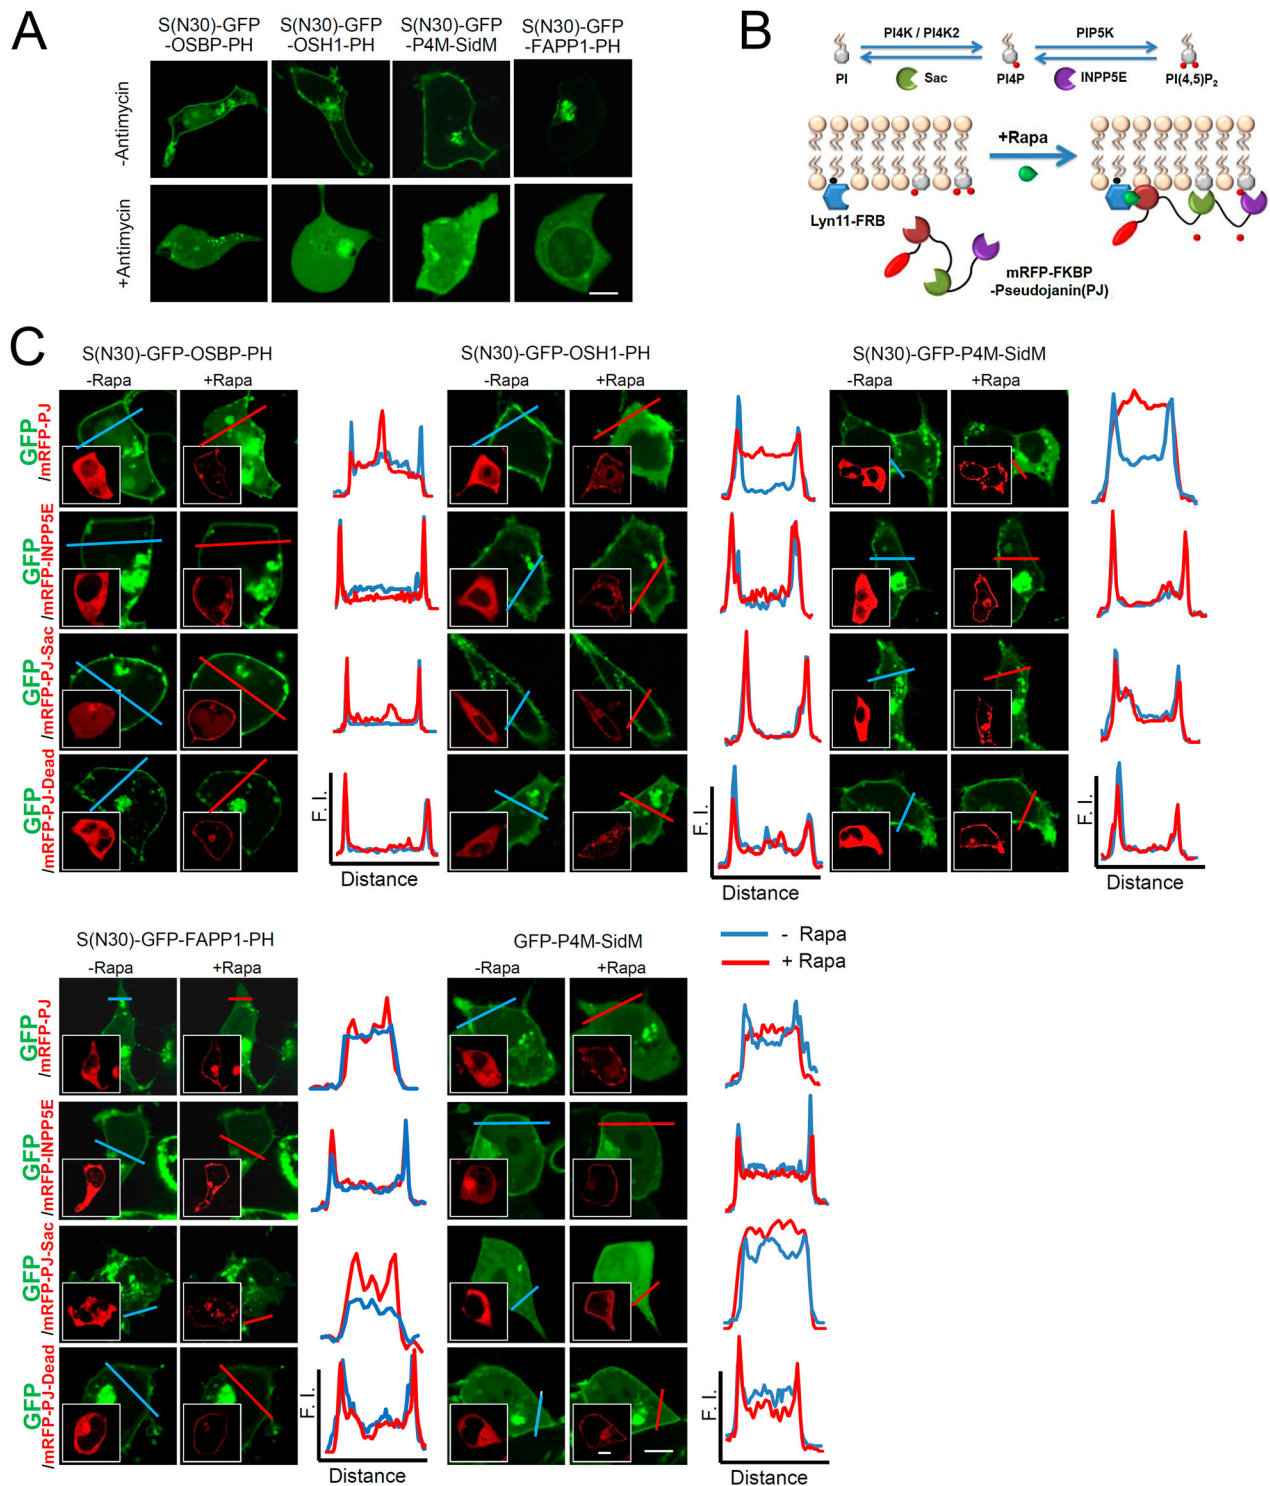 A
S(N30)-GFP
-OSBP-PH
S(N30)-GFP
-OSH1-PH
S(N30)-GFP
-P4M-SidM
S(N30)-GFP
-FAPP1-PH
-Antimycin
+Antimycin
B
PI4K / PI4K2
PIP5K
PI
Sac
PI4P
INPP5E
PI(4,5)P2
+Rapa
Lyn11-FRB
mRFP-FKBP
-Pseudojanin(PJ)
C
S(N30)-GFP-OSBP-PH
S(N30)-GFP-OSH1-PH
S(N30)-GFP-P4M-SidM
-Rapa
+Rapa
-Rapa
+Rapa
-Rapa
+Rapa
GFP
/mRFP-PJ
GFP
/mRFP-INPP5E
GFP
/mRFP-PJ-Sac
GFP
/mRFP-PJ-Dead
F. I.
Distance
F. I.
Distance
F. I.
Distance
S(N30)-GFP-FAPP1-PH
GFP-P4M-SidM
-Rapa
+Rapa
-Rapa
+Rapa
- Rapa
+ Rapa
GFP
/mRFP-PJ
GFP
/mRFP-INPP5E
GFP
/mRFP-PJ-Sac
GFP
/mRFP-PJ-Dead
F. I.
Distance
F. I.
Distance